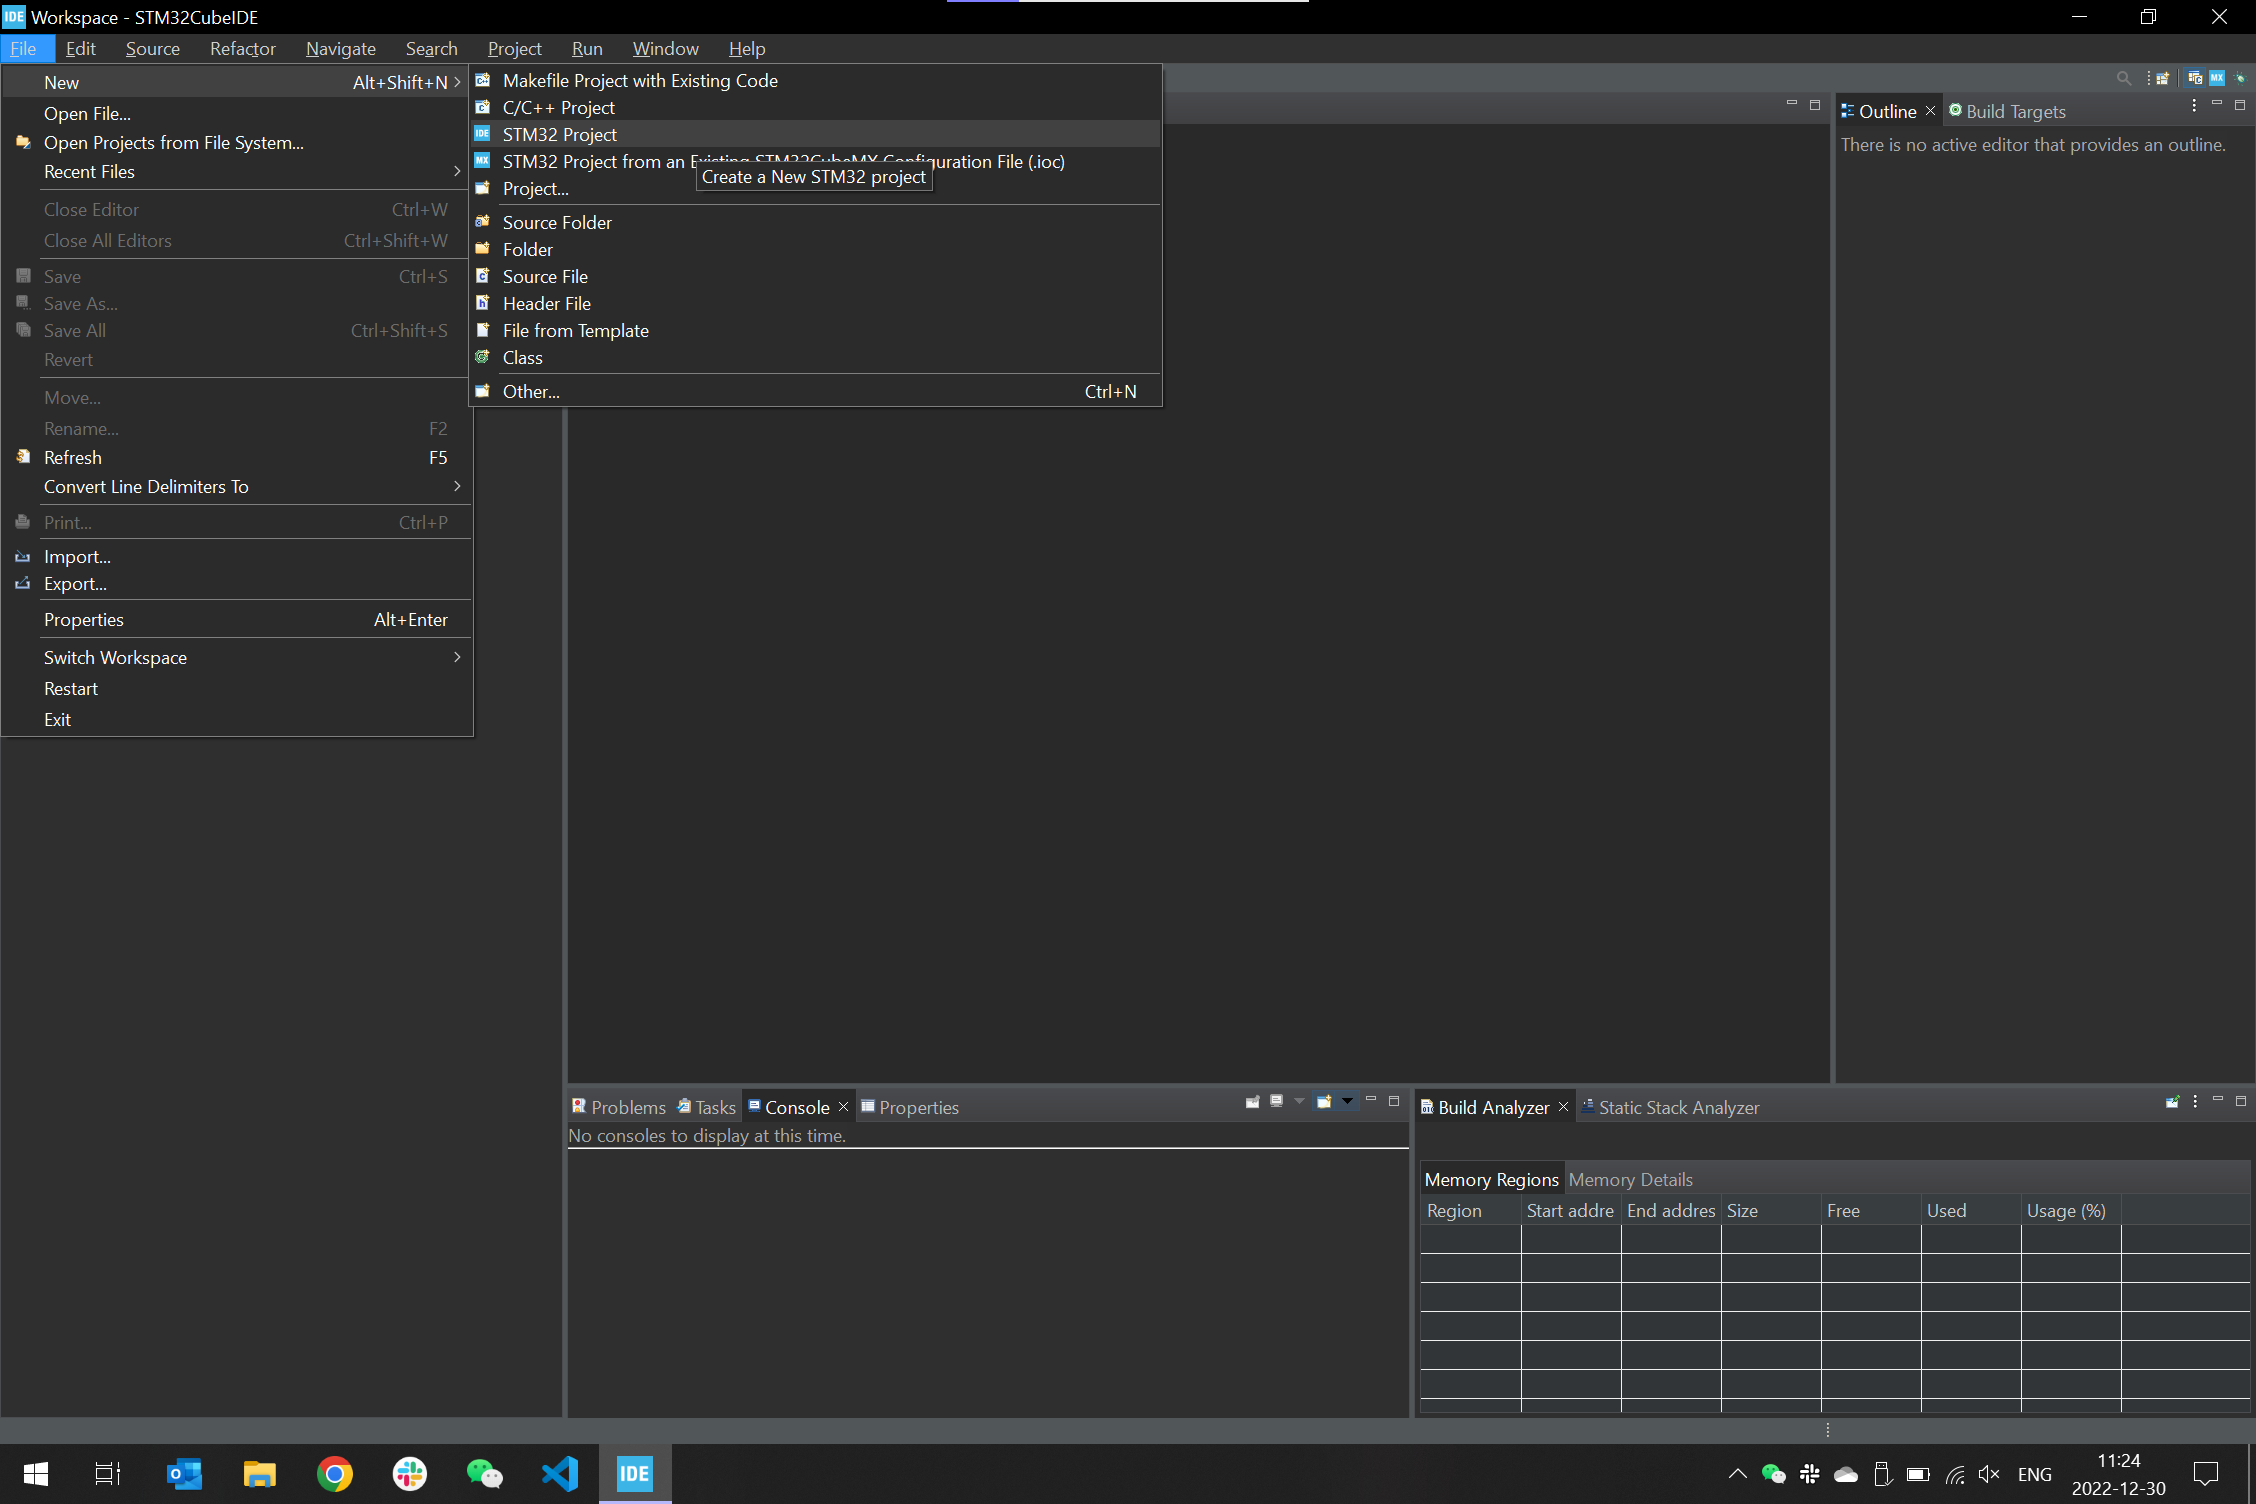 IDE Workspace - STM32CubeIDE
File Edit Source Refactor Navigate Search Project Run Window Help
New Alt+Shift+N
Open File...
Open Projects from File System...
Recent Files
Close Editor Ctrl+W
Close All Editors Ctrl+Shift+W
Save Ctrl+S
Save As...
Save All Ctrl+Shift+S
Revert
Move...
Rename... F2
Refresh F5
Convert Line Delimiters To
Print... Ctrl+P
Import...
Export...
Properties Alt+Enter
Switch Workspace
Restart
Exit
Makefile Project with Existing Code
C/C++ Project
IDE STM32 Project
MX STM32 Project from an Existing STM32CubeMX Configuration File (.ioc)
Create a New STM32 project
Project...
Source Folder
Folder
Source File
Header File
File from Template
Class
Other... Ctrl+N
MX
Outline Build Targets
There is no active editor that provides an outline.
Problems Tasks Console Properties
No consoles to display at this time.
Build Analyzer Static Stack Analyzer
Memory Regions Memory Details
Region Start addre End addres Size Free Used Usage (%)
IDE
ENG
11:24
2022-12-30